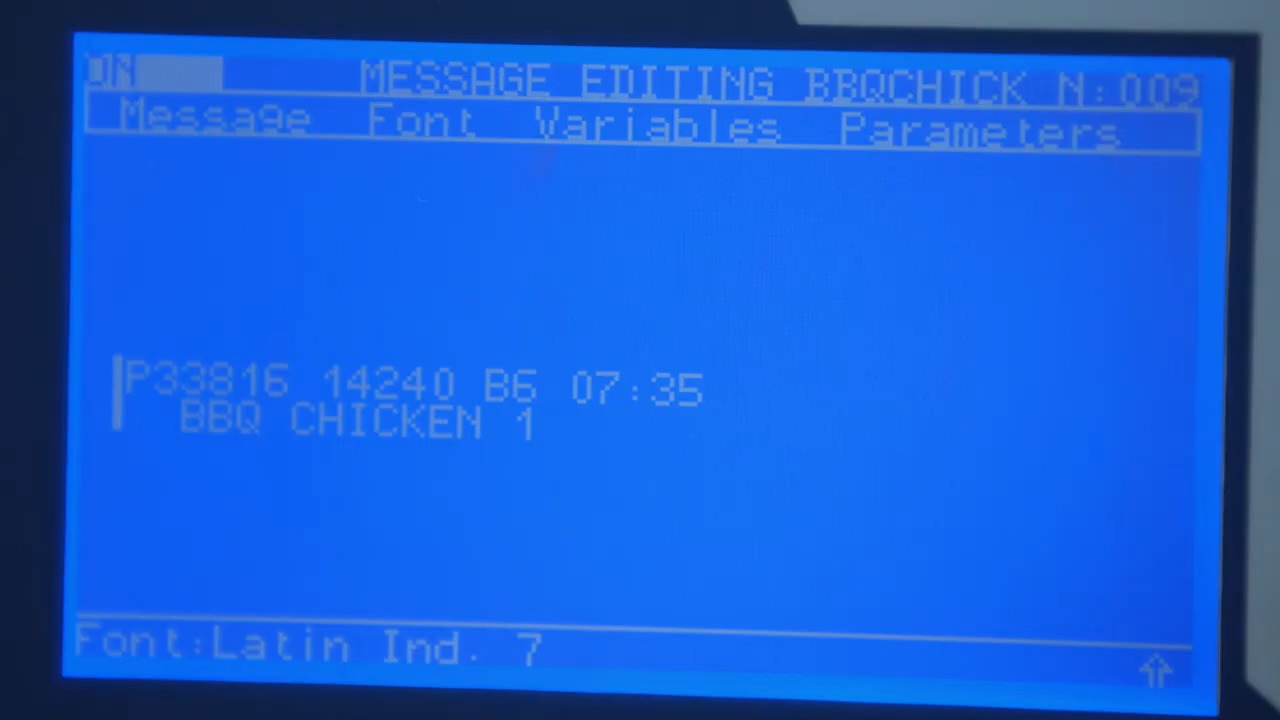 ON MESSAGE EDITING BBQCHICK N:009
Message Font Variables Parameters
P33816 14240 B6 07:35
BBQ CHICKEN 1
Font:Latin Ind. 7